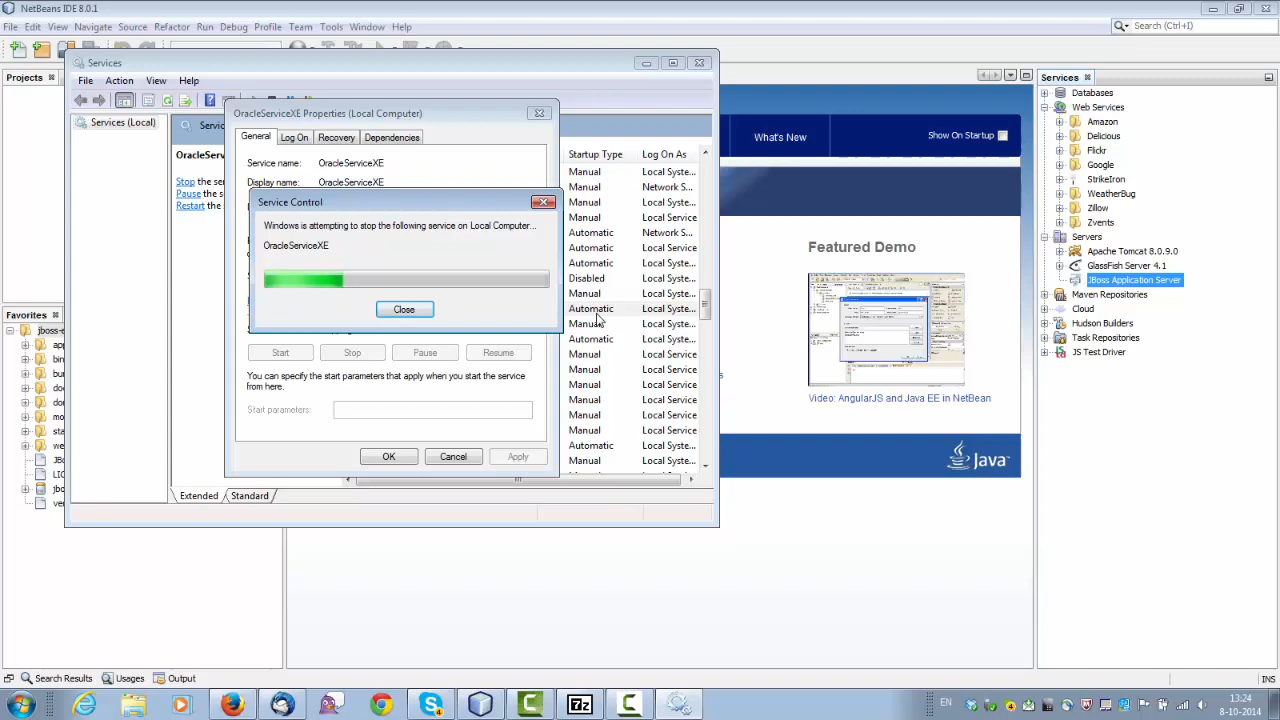 NetBeans IDE 8.0.1
File Edit View Navigate Source Refactor Run Debug Profile Team Tools Window Help
Search (Ctrl+I)
Projects
Services
File Action View Help
Services (Local)
OracleServiceXE Properties (Local Computer)
General Log On Recovery Dependencies
Service name: OracleServiceXE
Display name: OracleServiceXE
Stop the
Pause the
Restart the
Service Control
Windows is attempting to stop the following service on Local Computer...
OracleServiceXE
Close
Start Stop Pause Resume
You can specify the start parameters that apply when you start the service
from here.
Start parameters:
OK Cancel Apply
Extended Standard
Startup Type Log On As
Manual Local Syste...
Manual Network S...
Manual Local Syste...
Manual Local Service
Automatic Network S...
Automatic Local Service
Automatic Local Syste...
Disabled Local Syste...
Manual Local Syste...
Automatic Local Syste...
Manual Local Syste...
Automatic Local Syste...
Manual Local Service
Manual Local Service
Manual Local Service
Manual Local Service
Manual Local Service
Manual Local Service
Automatic Local Syste...
Manual Local Syste...
What's New
Show On Startup
Featured Demo
Video: AngularJS and Java EE in NetBean
Java
Services
Databases
Web Services
Amazon
Delicious
Flickr
Google
StrikeIron
WeatherBug
Zillow
Zvents
Servers
Apache Tomcat 8.0.9.0
GlassFish Server 4.1
JBoss Application Server
Maven Repositories
Cloud
Hudson Builders
Task Repositories
JS Test Driver
Favorites
Search Results Usages Output
INS
EN
13:24
8-10-2014